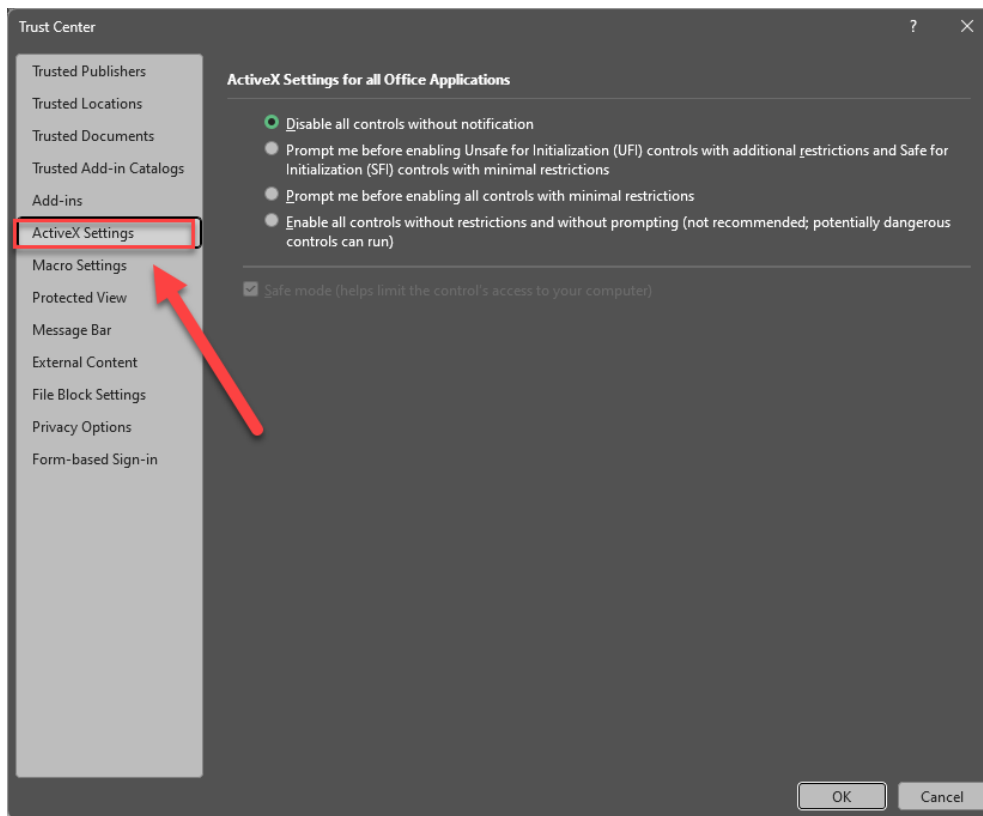 Trust Center
?
Trusted Publishers
Trusted Locations
Trusted Documents
Trusted Add-in Catalogs
Add-ins
ActiveX Settings
Macro Settings
Protected View
Message Bar
External Content
File Block Settings
Privacy Options
Form-based Sign-in
ActiveX Settings for all Office Applications
Disable all controls without notification
Prompt me before enabling Unsafe for Initialization (UFI) controls with additional restrictions and Safe for
Initialization (SFI) controls with minimal restrictions
Prompt me before enabling all controls with minimal restrictions
Enable all controls without restrictions and without prompting (not recommended; potentially dangerous
controls can run)
Safe mode (helps limit the control's access to your computer)
OK
Cancel